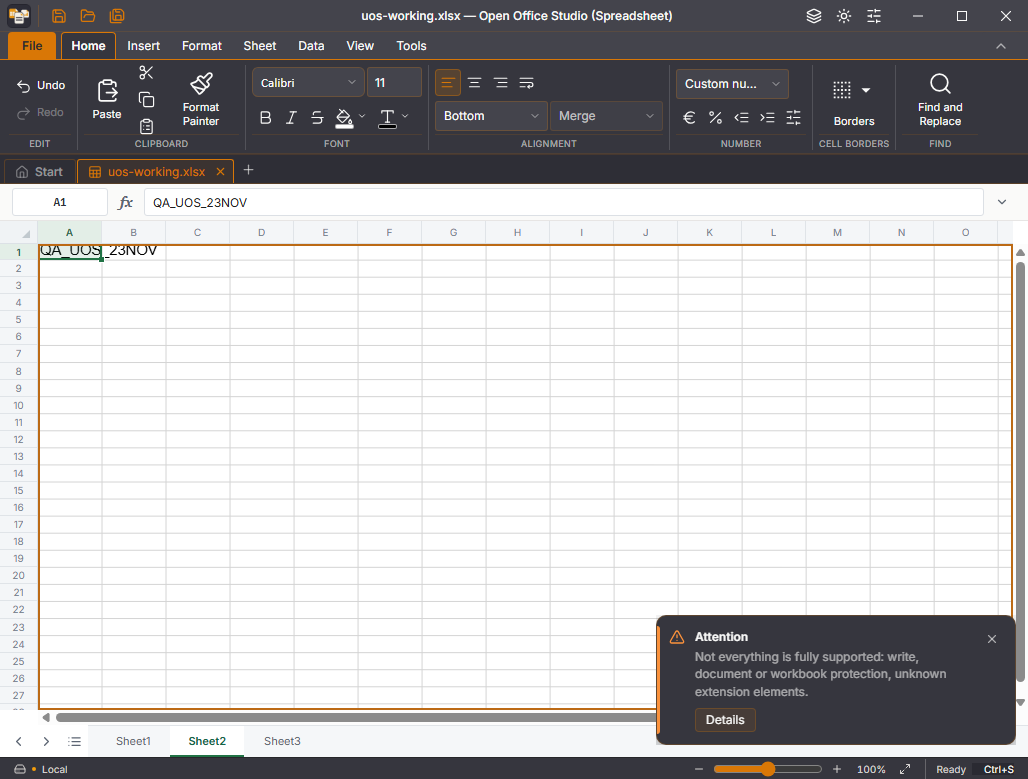 uos-working.xlsx — Open Office Studio (Spreadsheet)
File Home Insert Format Sheet Data View Tools
Undo
Redo
EDIT
Paste
Format Painter
CLIPBOARD
Calibri 11
B I S T
FONT
Bottom Merge
ALIGNMENT
Custom nu...
€ %
NUMBER
Borders
CELL BORDERS
Find and Replace
FIND
Start uos-working.xlsx
A1 fx QA_UOS_23NOV
A B C D E F G H I J K L M N O
1 QA_UOS_23NOV
2
3
4
5
6
7
8
9
10
11
12
13
14
15
16
17
18
19
20
21
22
23
24
25
26
27
Attention
Not everything is fully supported: write,
document or workbook protection, unknown
extension elements.
Details
Sheet1 Sheet2 Sheet3
Local 100% Ready Ctrl+S